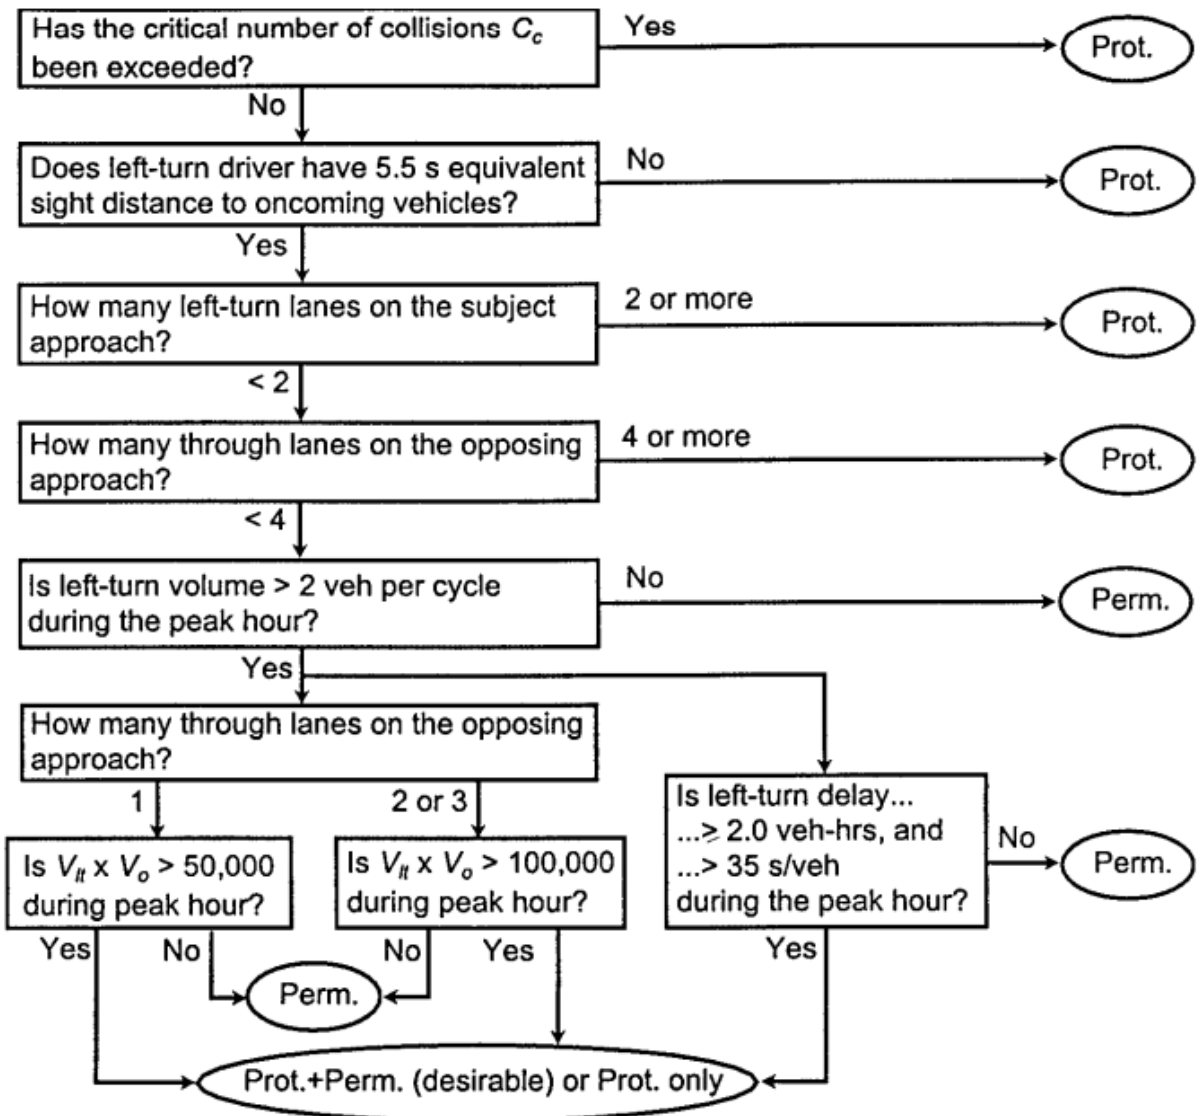 Has the critical number of collisions Cc
been exceeded?
Yes
Prot.
No
Does left-turn driver have 5.5 s equivalent
sight distance to oncoming vehicles?
No
Prot.
Yes
How many left-turn lanes on the subject
approach?
2 or more
Prot.
< 2
How many through lanes on the opposing
approach?
4 or more
Prot.
< 4
Is left-turn volume > 2 veh per cycle
during the peak hour?
No
Perm.
Yes
How many through lanes on the opposing
approach?
1
2 or 3
Is Vlt x Vo > 50,000
during peak hour?
Is Vlt x Vo > 100,000
during peak hour?
Is left-turn delay...
...≥ 2.0 veh-hrs, and
...> 35 s/veh
during the peak hour?
No
Perm.
Yes
No
No
Yes
Yes
Perm.
Prot.+Perm. (desirable) or Prot. only